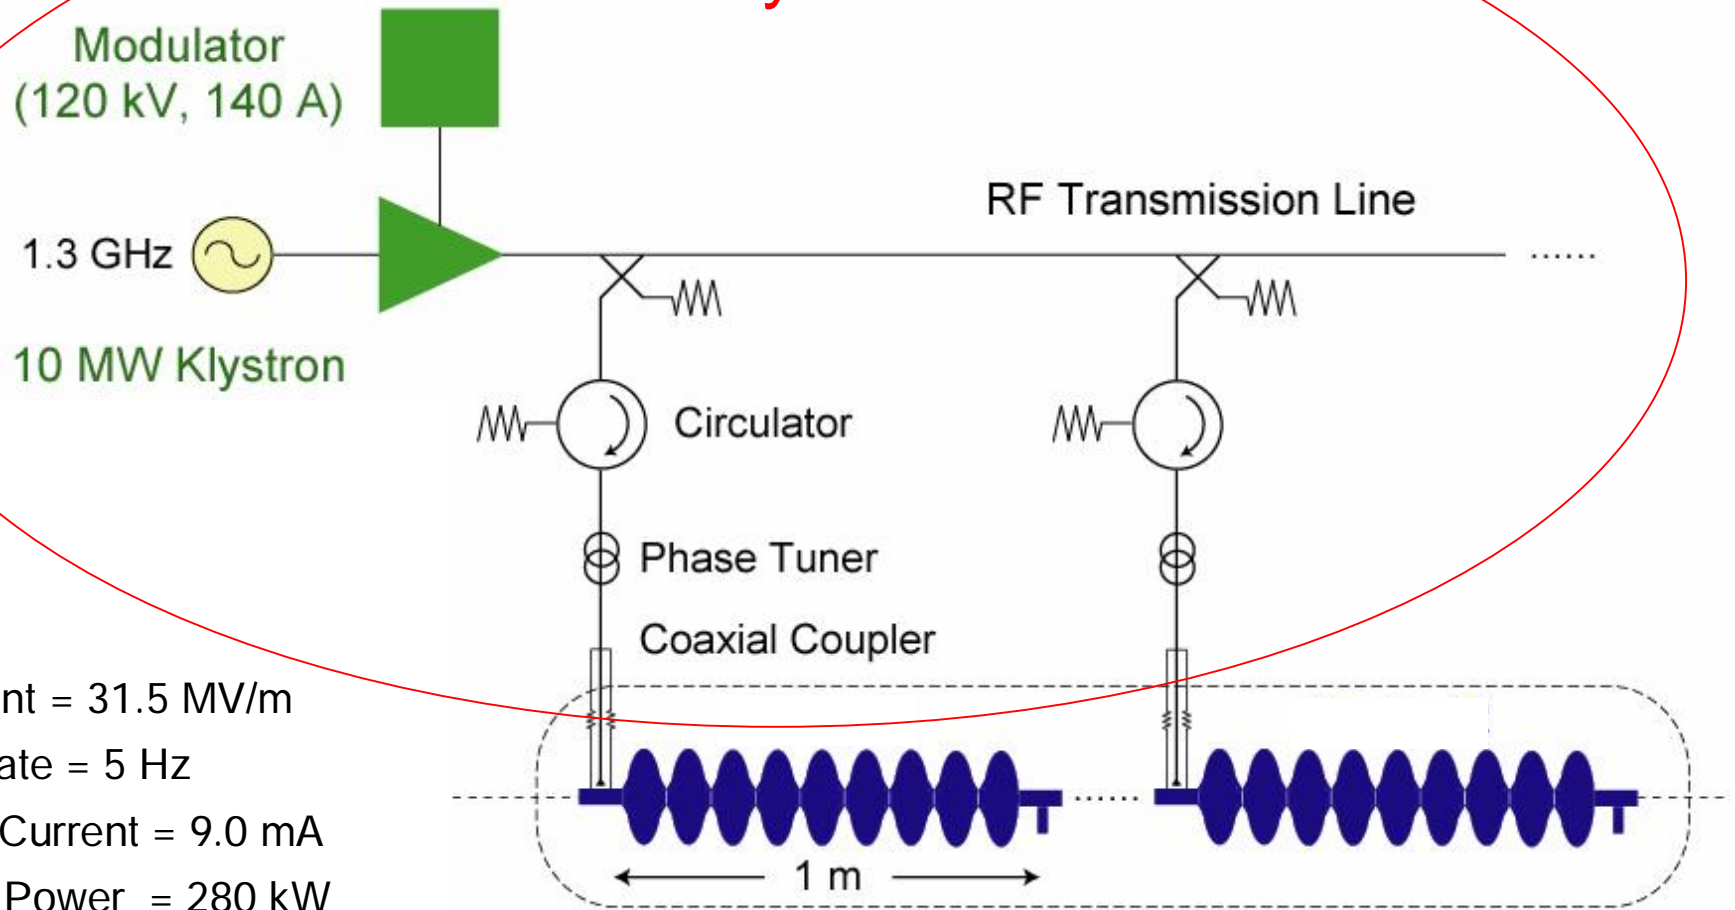 Modulator
(120 kV, 140 A)
RF Transmission Line
1.3 GHz
......
10 MW Klystron
Circulator
Phase Tuner
Coaxial Coupler
nt = 31.5 MV/m
ate = 5 Hz
......
Current = 9.0 mA
1 m
Power = 280 kW